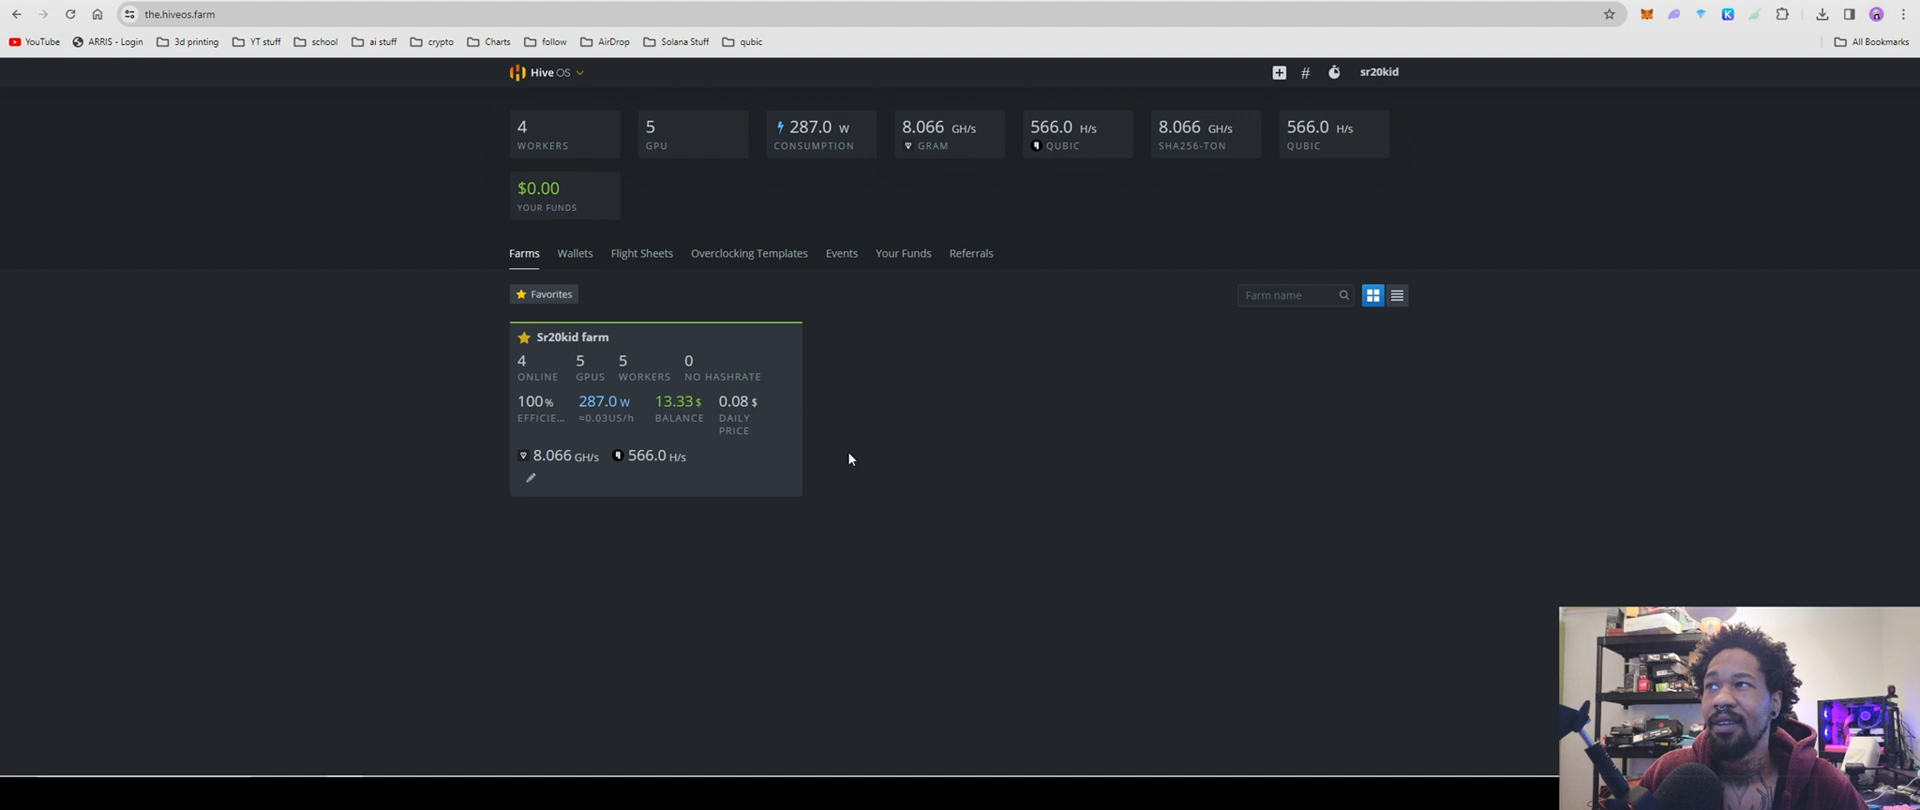 the.hiveos.farm
YouTube ARRIS - Login 3d printing YT stuff school ai stuff crypto Charts follow AirDrop Solana Stuff qubic All Bookmarks
Hive OS # sr20kid
4 5 287.0 W 8.066 GH/s 566.0 H/s 8.066 GH/s 566.0 H/s
WORKERS GPU CONSUMPTION GRAM QUBIC SHA256-TON QUBIC
$0.00
YOUR FUNDS
Farms Wallets Flight Sheets Overclocking Templates Events Your Funds Referrals
Favorites Farm name
Sr20kid farm
4 5 5 0
ONLINE GPUS WORKERS NO HASHRATE
100% 287.0 W 13.33 $ 0.08 $
EFFICIE... ≈0.03US/h BALANCE DAILY
PRICE
8.066 GH/s 566.0 H/s